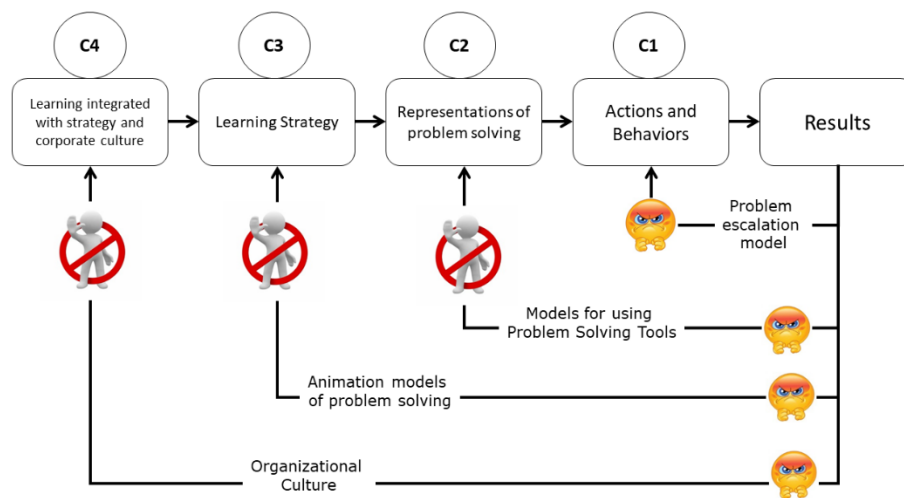 C4
C3
C2
C1
Learning integrated
with strategy and
corporate culture
Learning Strategy
Representations of
problem solving
Actions and
Behaviors
Results
Problem
escalation
model
Models for using
Problem Solving Tools
Animation models
of problem solving
Organizational
Culture